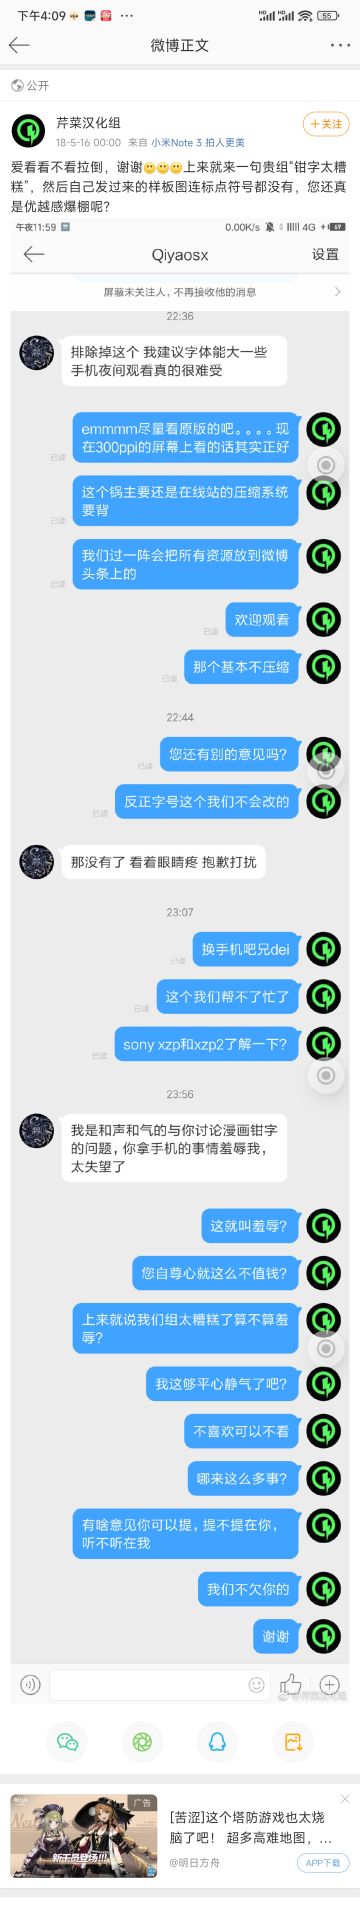 下午4:09 ··· HD HD 55
微博正文
公开
芹菜汉化组
+关注
18-5-16 00:00 来自 小米Note 3 拍人更美
爱看看不看拉倒，谢谢🙂🙂🙂上来就来一句贵组“钳字太糟
糕”，然后自己发过来的样板图连标点符号都没有，您还真
是优越感爆棚呢？
午夜11:59 0.00K/s 4G 69
Qiyaosx
设置
屏蔽未关注人，不再接收他的消息
22:36
排除掉这个 我建议字体能大一些
手机夜间观看真的很难受
emmmm尽量看原版的吧。。。。现
在300ppi的屏幕上看的话其实正好
已读
这个锅主要还是在线站的压缩系统
要背
已读
我们过一阵会把所有资源放到微博
头条上的
已读
欢迎观看
已读
那个基本不压缩
已读
22:44
您还有别的意见吗？
已读
反正字号这个我们不会改的
已读
那没有了 看着眼睛疼 抱歉打扰
23:07
换手机吧兄dei
已读
这个我们帮不了忙了
已读
sony xzp和xzp2了解一下?
已读
23:56
我是和声和气的与你讨论漫画钳字
的问题，你拿手机的事情羞辱我，
太失望了
这就叫羞辱?
您自尊心就这么不值钱?
上来就说我们组太糟糕了算不算羞
辱?
我这够平心静气了吧?
不喜欢可以不看
哪来这么多事?
有啥意见你可以提，提不提在你，
听不听在我
我们不欠你的
谢谢
@芹菜汉化组
广告
新干员登场!!!
[苦涩]这个塔防游戏也太烧
脑了吧！ 超多高难地图，...
@明日方舟
APP下载